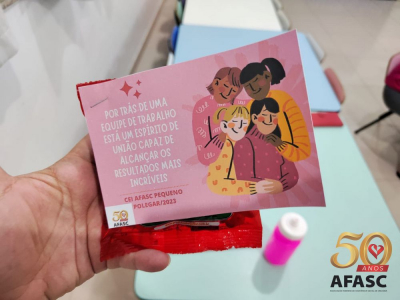 POR TRÁS DE UMA
EQUIPE DE TRABALHO
ESTÁ UM ESPÍRITO DE
UNIÃO CAPAZ DE
ALCANÇAR OS
RESULTADOS MAIS
INCRÍVEIS
CEI AFASC PEQUENO
POLEGAR/2023
50
ANOS
AFASC
50
ANOS
AFASC